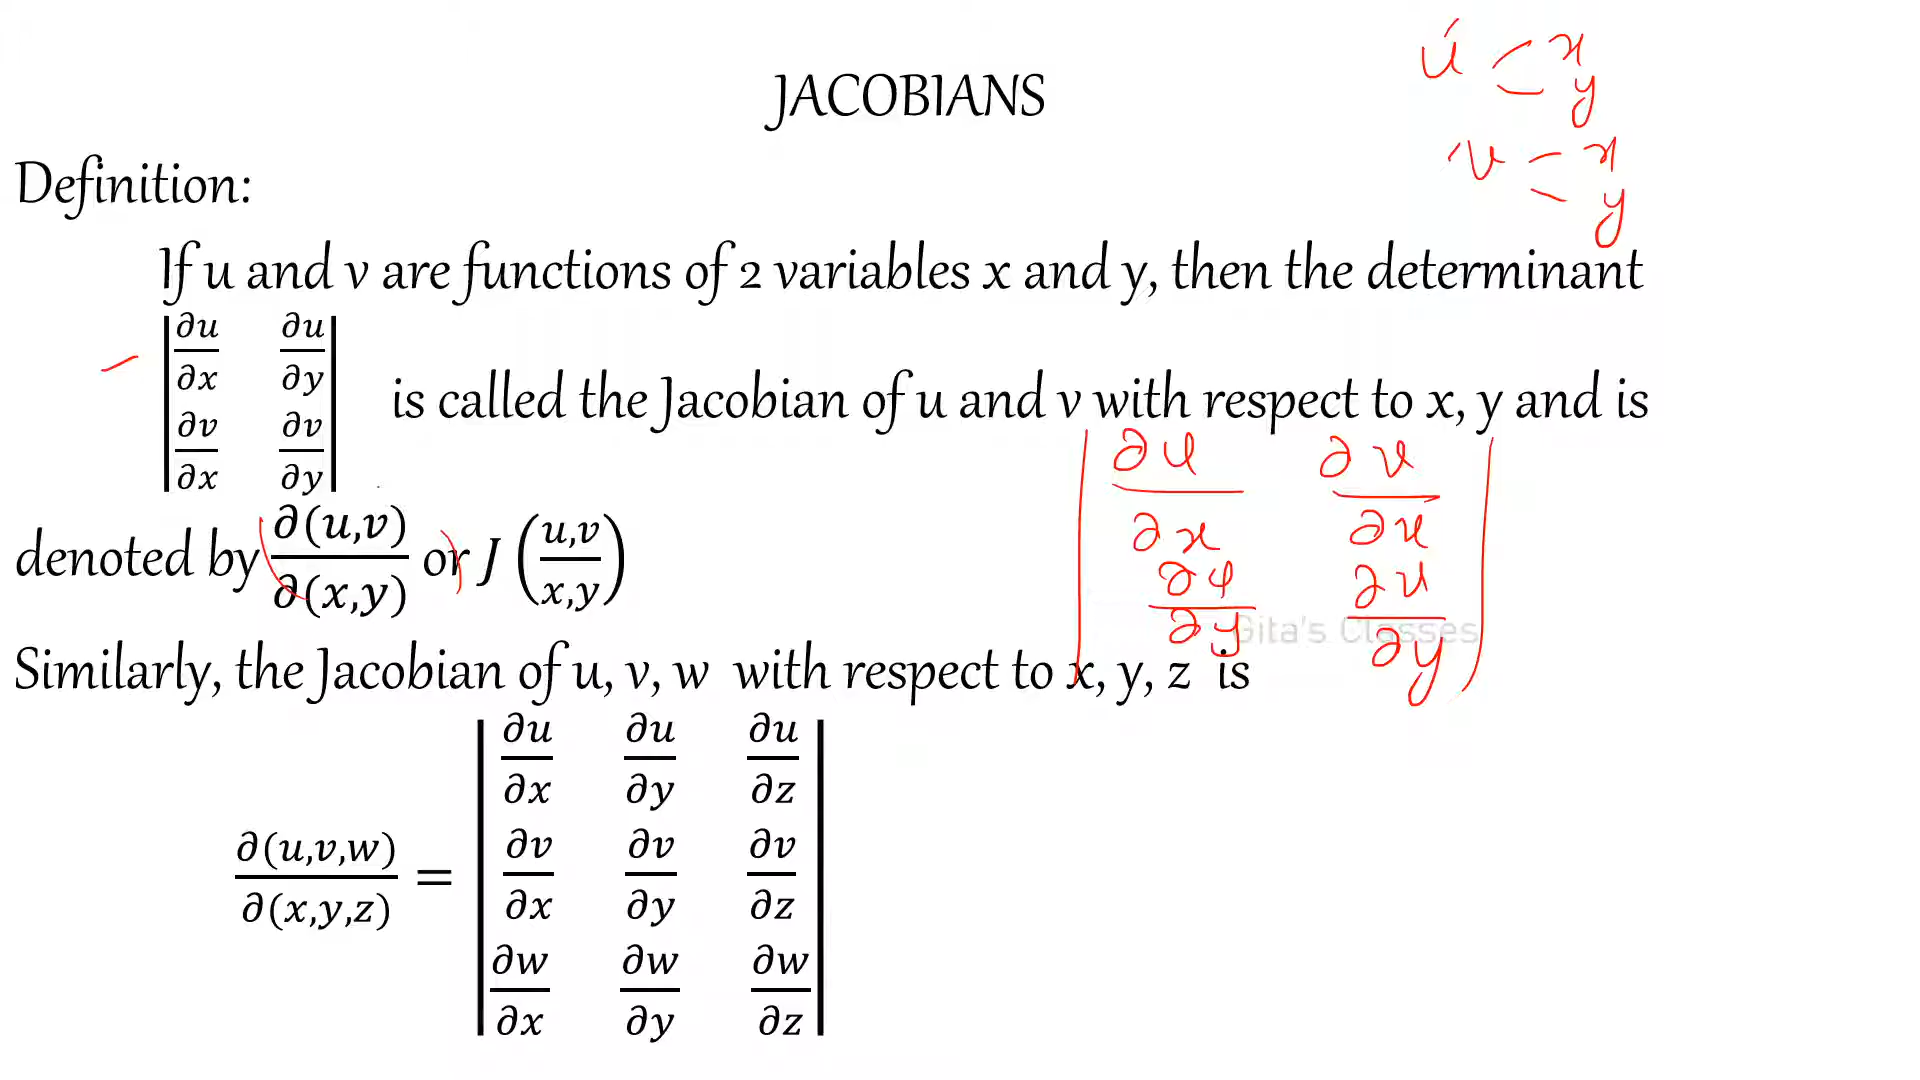 JACOBIANS
u < x
y
v = x
y
Definition:
If u and v are functions of 2 variables x and y, then the determinant
| ∂u/∂x ∂u/∂y |
| ∂v/∂x ∂v/∂y | is called the Jacobian of u and v with respect to x, y and is
| ∂u/∂x ∂v/∂x |
| ∂u/∂y ∂v/∂y |
denoted by ∂(u,v)/∂(x,y) or J (u,v/x,y)
Gita's Classes
Similarly, the Jacobian of u, v, w with respect to x, y, z is
∂(u,v,w)/∂(x,y,z) = | ∂u/∂x ∂u/∂y ∂u/∂z |
| ∂v/∂x ∂v/∂y ∂v/∂z |
| ∂w/∂x ∂w/∂y ∂w/∂z |